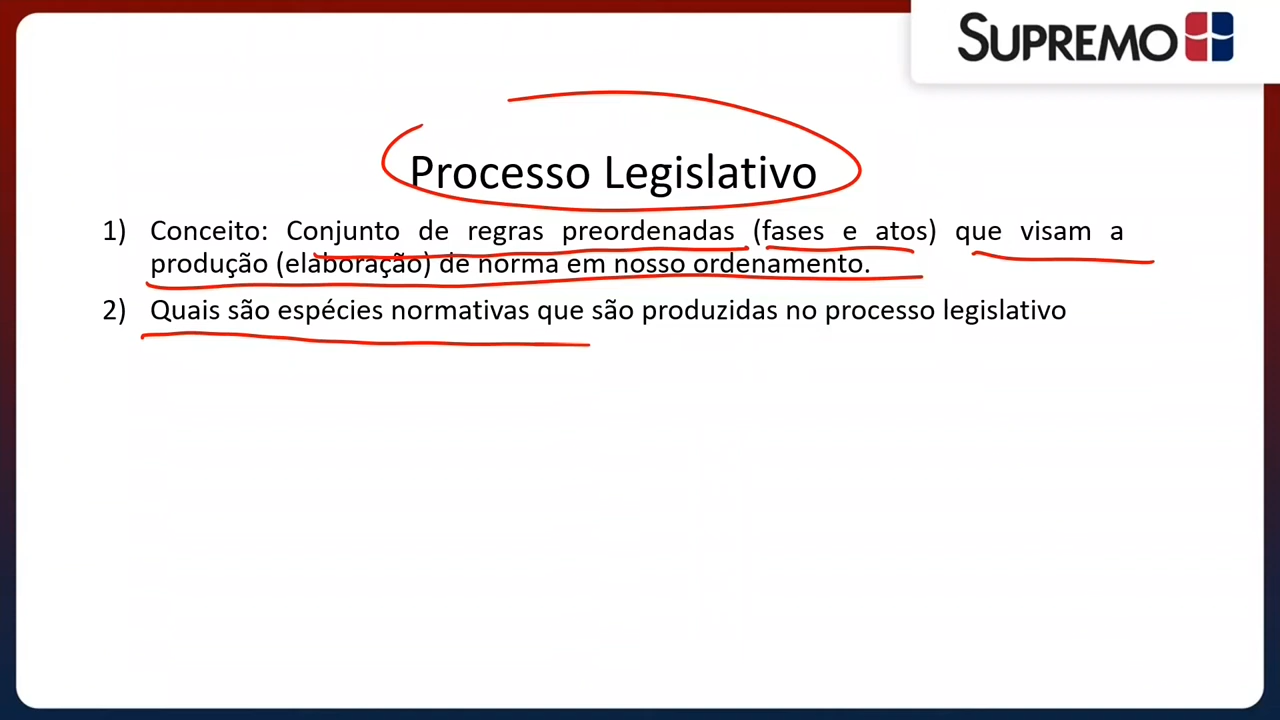 SUPREMO
Processo Legislativo
1) Conceito: Conjunto de regras preordenadas (fases e atos) que visam a
produção (elaboração) de norma em nosso ordenamento.
2) Quais são espécies normativas que são produzidas no processo legislativo